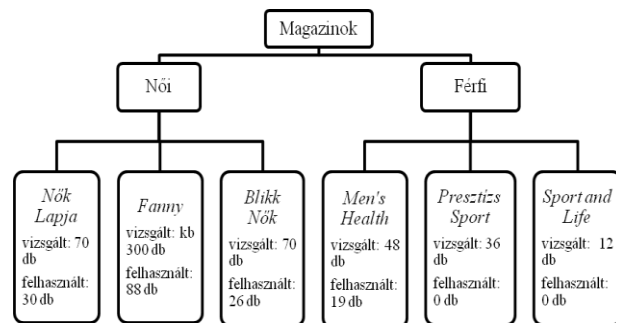 Magazinok
Női
Férfi
Nők
Lapja
vizsgált: 70
db
felhasznált:
30 db
Fanny
vizsgált: kb
300 db
felhasznált:
88 db
Blikk
Nők
vizsgált: 70
db
felhasznált:
26 db
Men's
Health
vizsgált: 48
db
felhasznált:
19 db
Presztízs
Sport
vizsgált: 36
db
felhasznált:
0 db
Sport and
Life
vizsgált: 12
db
felhasznált:
0 db